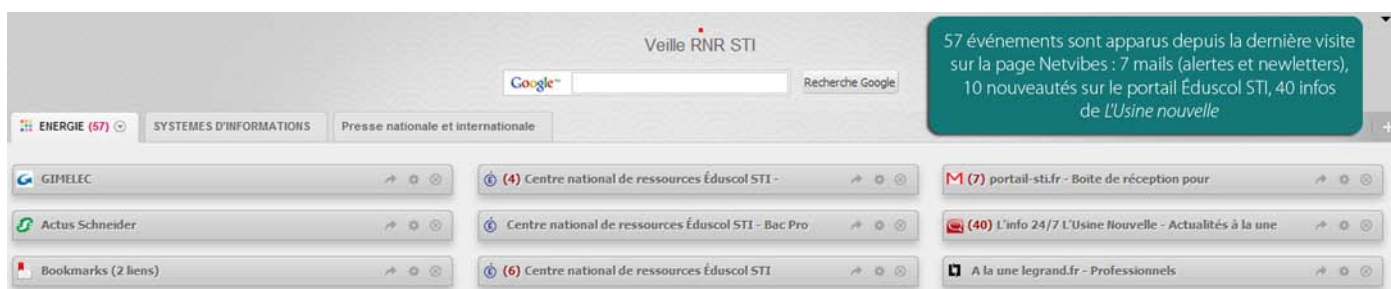 Veille RNR STI
Google™
Recherche Google
57 événements sont apparus depuis la dernière visite
sur la page Netvibes : 7 mails (alertes et newletters),
10 nouveautés sur le portail Éduscol STI, 40 infos
de L'Usine nouvelle
ENERGIE (57)
SYSTEMES D'INFORMATIONS
Presse nationale et internationale
GIMELEC
(4) Centre national de ressources Éduscol STI -
(7) portail-sti.fr - Boite de réception pour
Actus Schneider
Centre national de ressources Éduscol STI - Bac Pro
(40) L'info 24/7 L'Usine Nouvelle - Actualités à la une
Bookmarks (2 liens)
(6) Centre national de ressources Éduscol STI
A la une legrand.fr - Professionnels